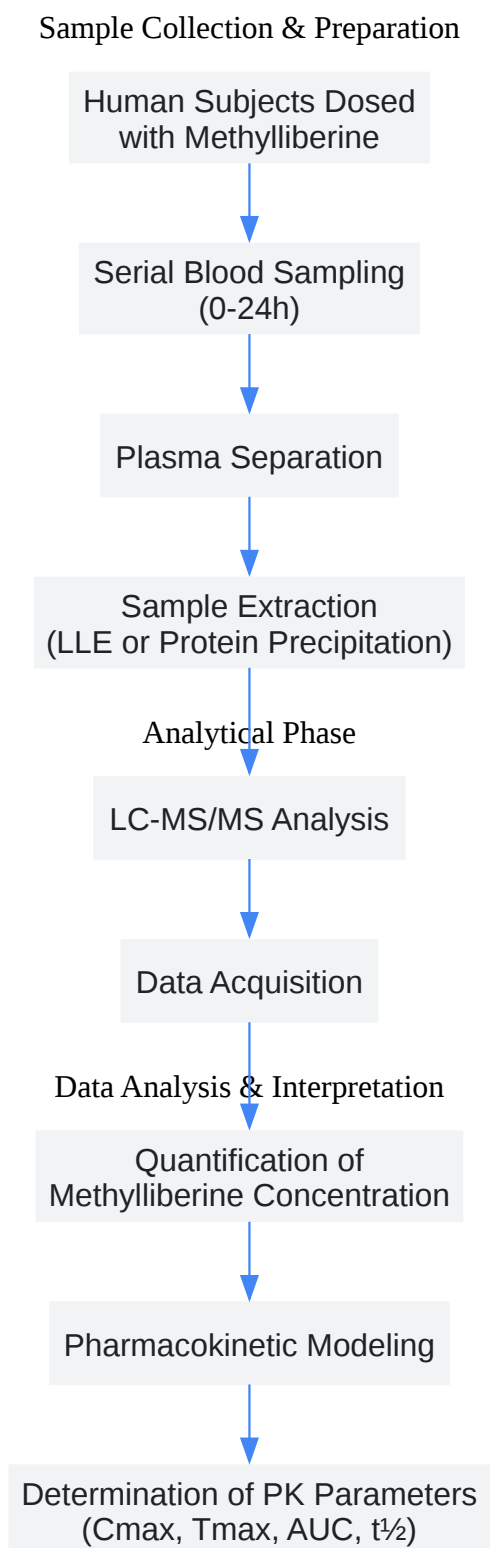 Sample Collection & Preparation
Human Subjects Dosed
with Methylliberine
Serial Blood Sampling
(0-24h)
Plasma Separation
Sample Extraction
(LLE or Protein Precipitation)
Analytical Phase
LC-MS/MS Analysis
Data Acquisition
Data Analysis & Interpretation
Quantification of
Methylliberine Concentration
Pharmacokinetic Modeling
Determination of PK Parameters
(Cmax, Tmax, AUC, t½)